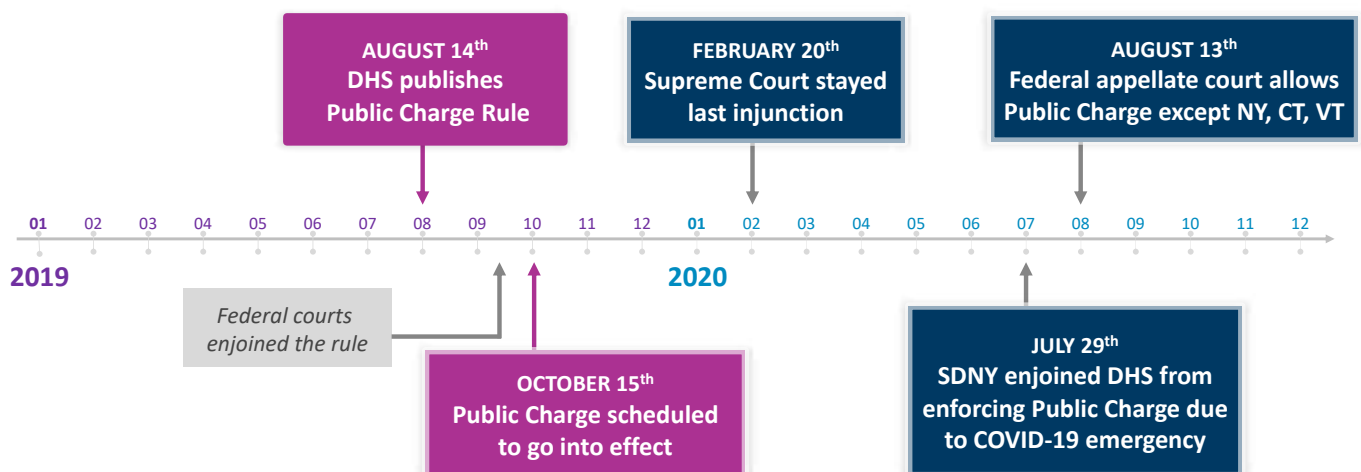 AUGUST 14th
DHS publishes
Public Charge Rule
FEBRUARY 20th
Supreme Court stayed
last injunction
AUGUST 13th
Federal appellate court allows
Public Charge except NY, CT, VT
01 02 03 04 05 06 07 08 09 10 11 12 01 02 03 04 05 06 07 08 09 10 11 12
2019 2020
Federal courts
enjoined the rule
OCTOBER 15th
Public Charge scheduled
to go into effect
JULY 29th
SDNY enjoined DHS from
enforcing Public Charge due
to COVID-19 emergency